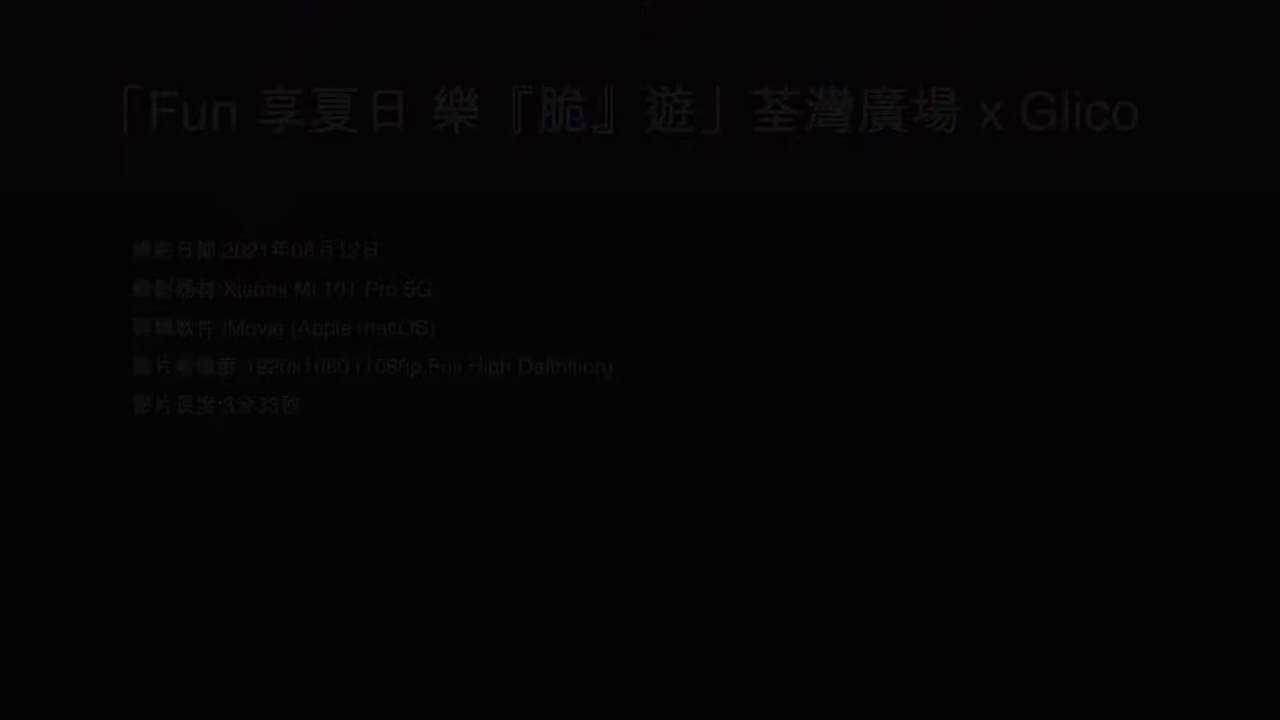 「Fun 享夏日 樂『脆』遊」荃灣廣場 x Glico
攝影日期:2021年08月12日
攝影器材:Xiaomi Mi 10T Pro 5G
剪輯軟件:iMovie (Apple macOS)
影片解像度:1920x1080 (1080p,Full High Definition)
影片長度:3分33秒